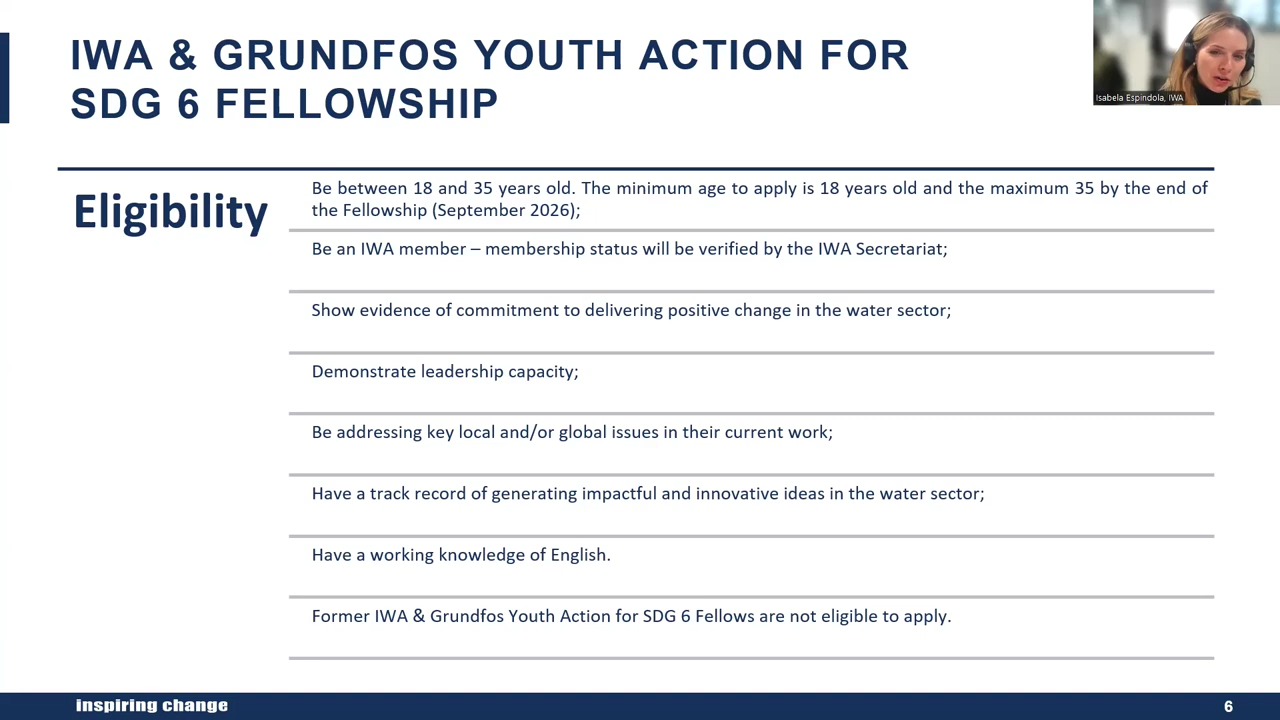 IWA & GRUNDFOS YOUTH ACTION FOR
SDG 6 FELLOWSHIP
Isabela Espindola, IWA
Eligibility
Be between 18 and 35 years old. The minimum age to apply is 18 years old and the maximum 35 by the end of
the Fellowship (September 2026);
Be an IWA member – membership status will be verified by the IWA Secretariat;
Show evidence of commitment to delivering positive change in the water sector;
Demonstrate leadership capacity;
Be addressing key local and/or global issues in their current work;
Have a track record of generating impactful and innovative ideas in the water sector;
Have a working knowledge of English.
Former IWA & Grundfos Youth Action for SDG 6 Fellows are not eligible to apply.
inspiring change
6